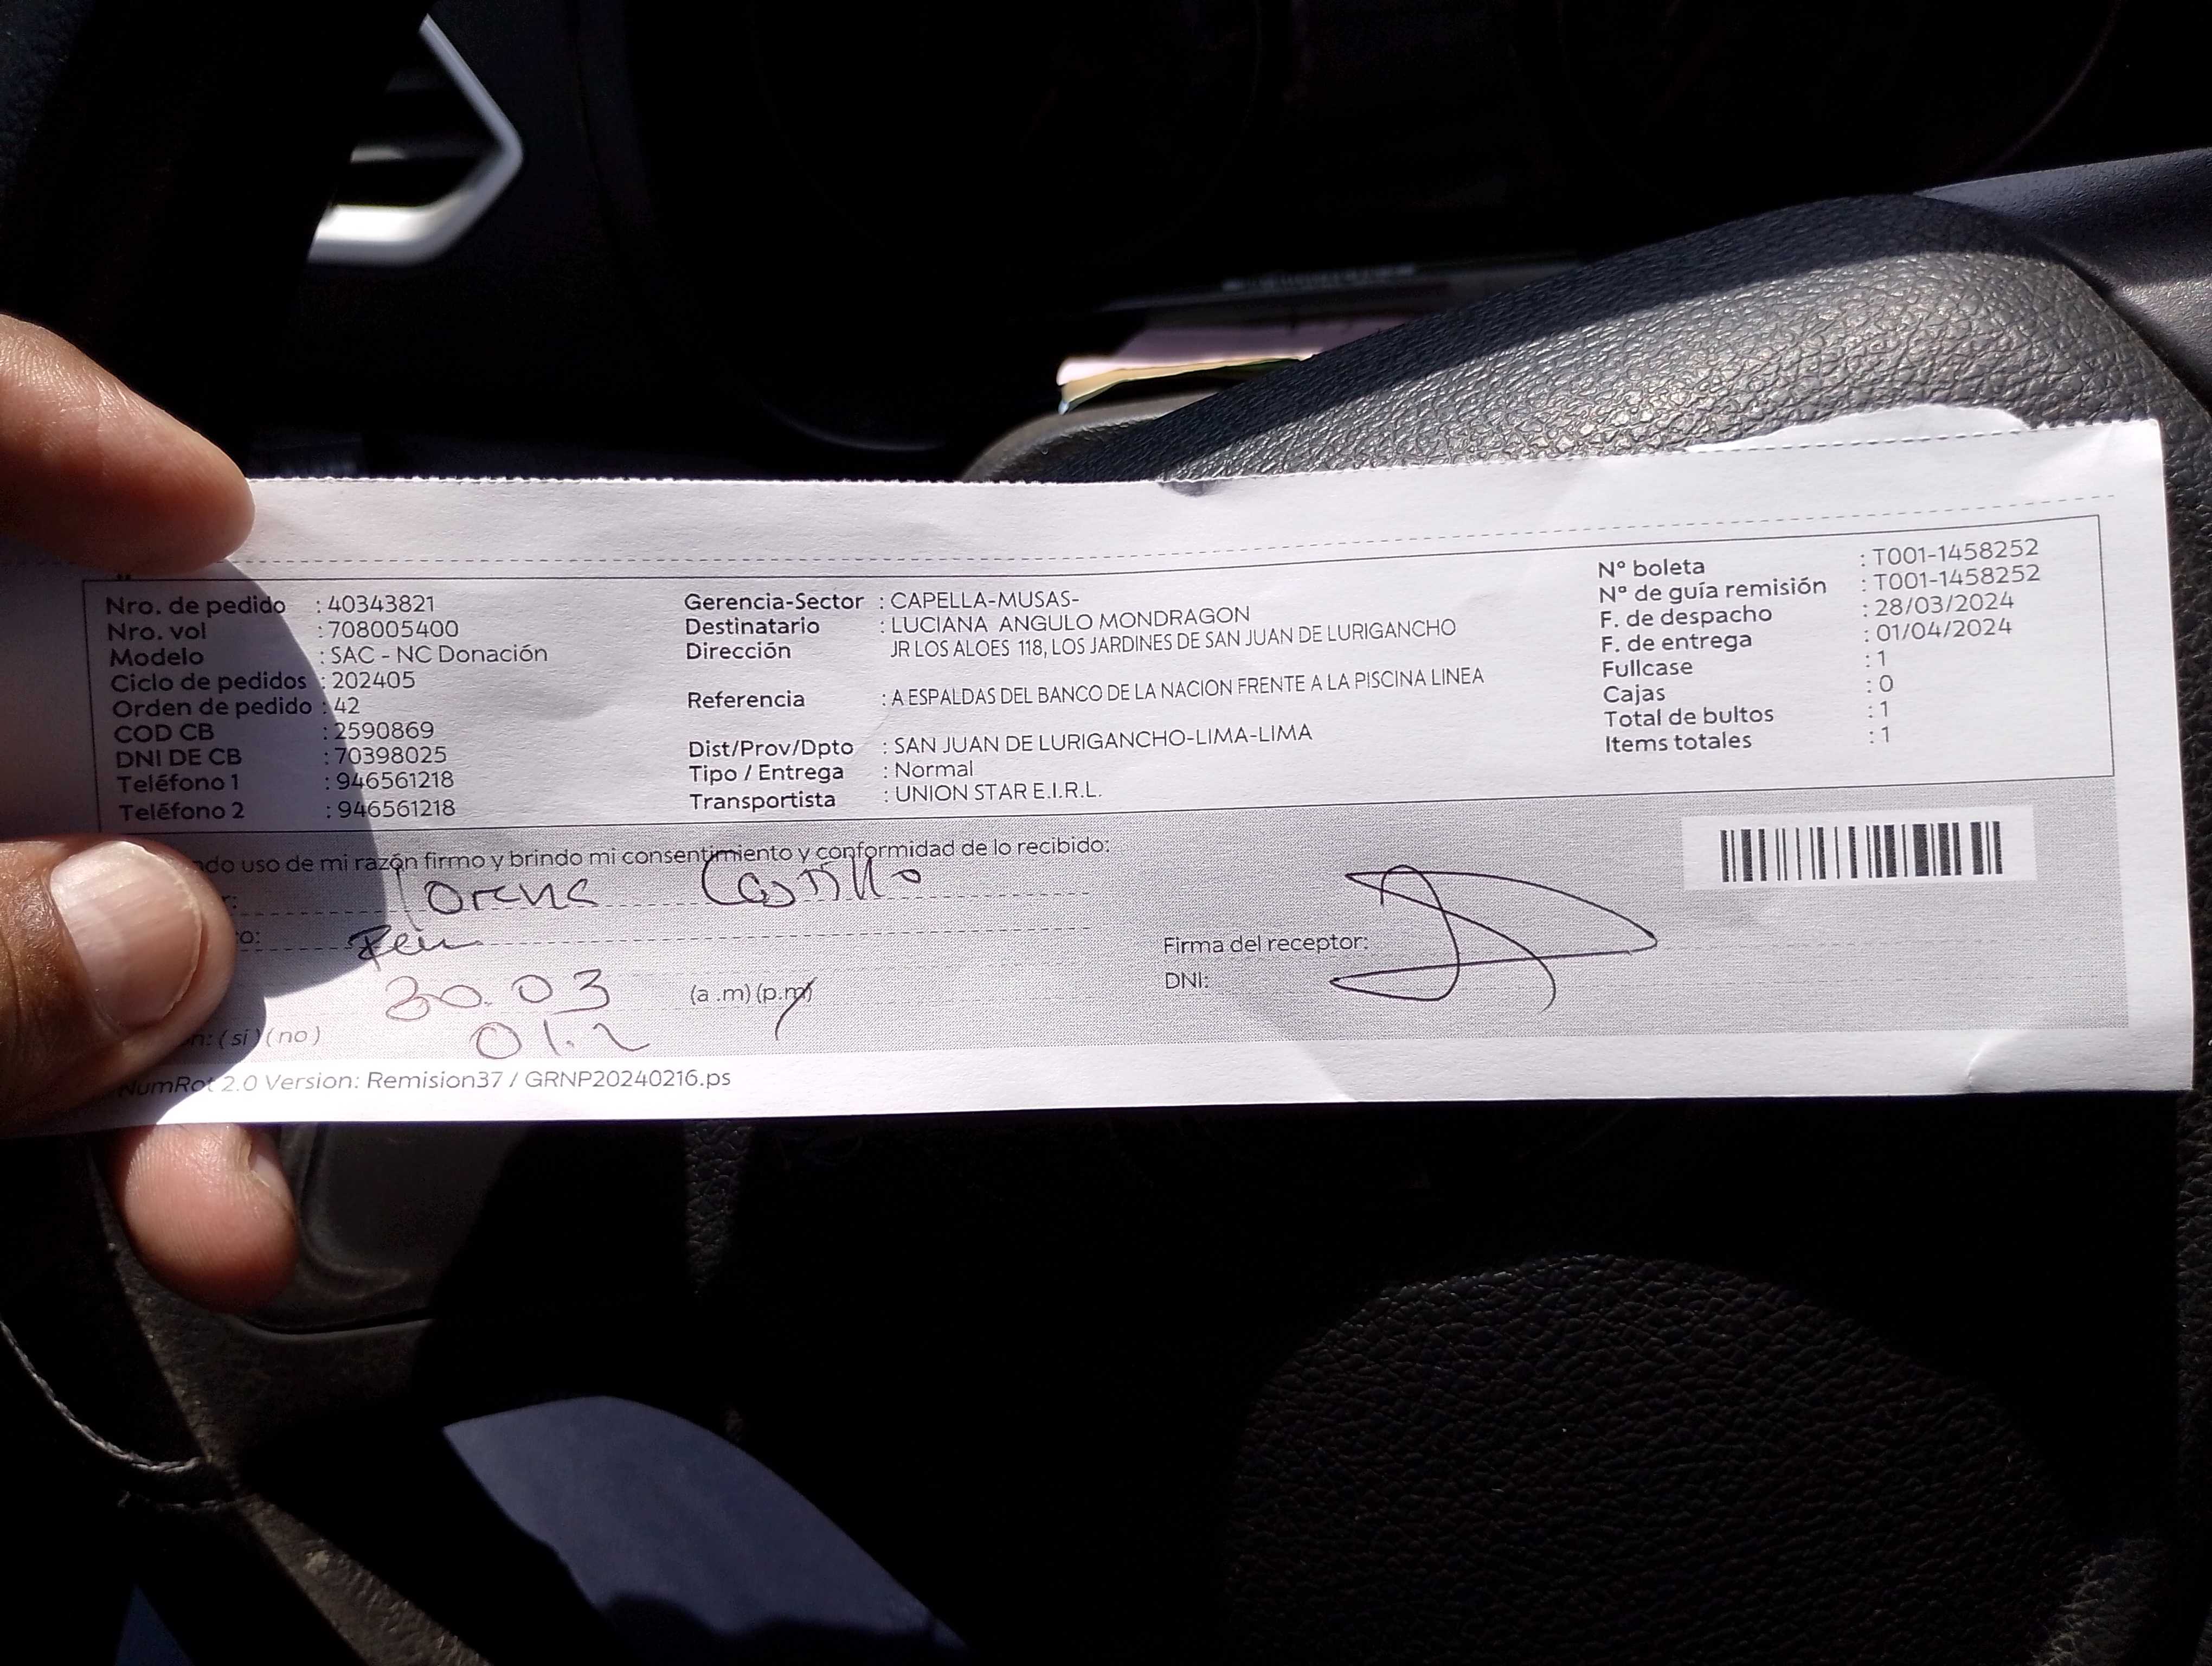 Nro. de pedido : 40343821
Nro. vol : 708005400
Modelo : SAC - NC Donación
Ciclo de pedidos : 202405
Orden de pedido : 42
COD CB : 2590869
DNI DE CB : 70398025
Teléfono 1 : 946561218
Teléfono 2 : 946561218
Gerencia-Sector : CAPELLA-MUSAS-
Destinatario : LUCIANA ANGULO MONDRAGON
Dirección JR LOS ALOES 118, LOS JARDINES DE SAN JUAN DE LURIGANCHO
Referencia : A ESPALDAS DEL BANCO DE LA NACION FRENTE A LA PISCINA LINEA
Dist/Prov/Dpto : SAN JUAN DE LURIGANCHO-LIMA-LIMA
Tipo / Entrega : Normal
Transportista : UNION STAR E.I.R.L.
N° boleta : T001-1458252
N° de guía remisión : T001-1458252
F. de despacho : 28/03/2024
F. de entrega : 01/04/2024
Fullcase : 1
Cajas : 0
Total de bultos : 1
Items totales : 1
uso de mi razón firmo y brindo mi consentimiento y conformidad de lo recibido:
Lorena Castillo
30.03 (a .m) (p.m)
(si) (no) 01.2
Firma del receptor:
DNI:
NumRot 2.0 Version: Remision37 / GRNP20240216.ps